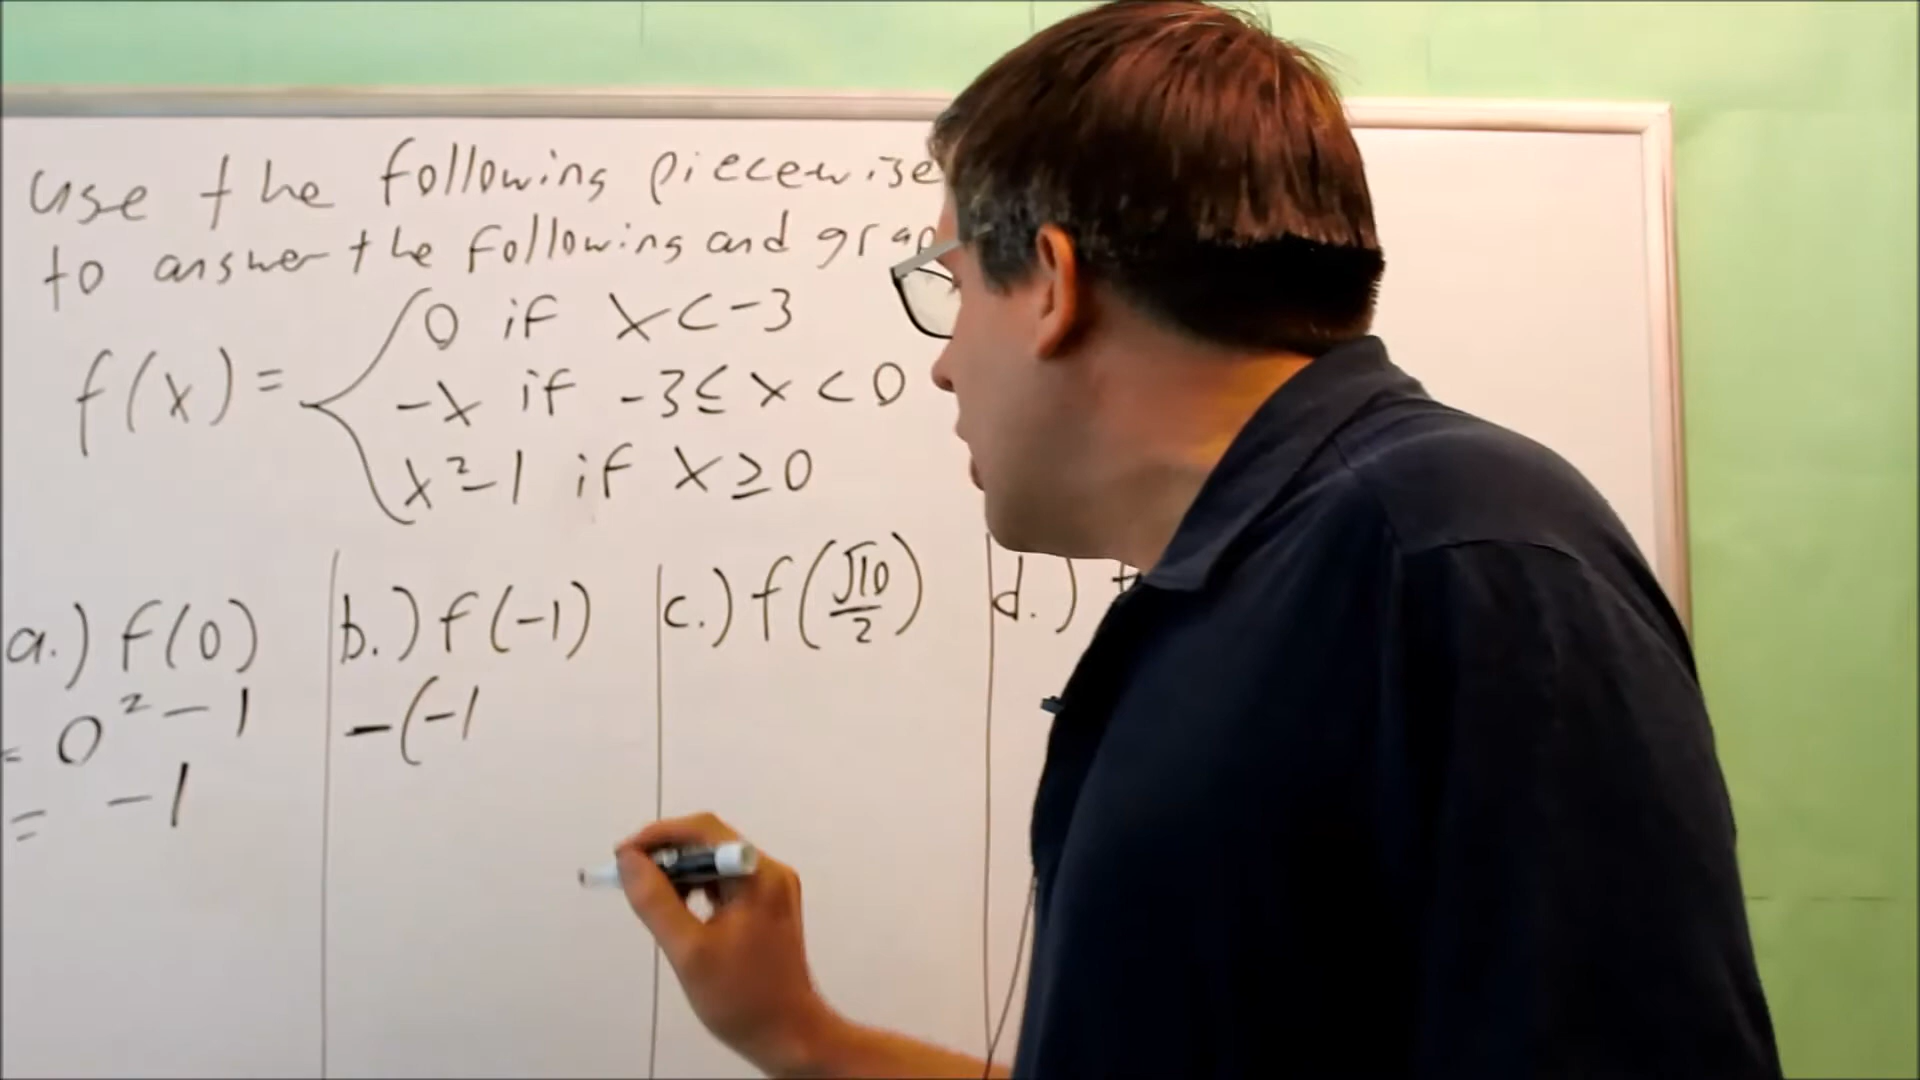 use the following piecewise
to answer the following and
f(x) =
0 if x < -3
-x if -3 ≤ x < 0
x² - 1 if x ≥ 0
a.) f(0)
= 0² - 1
= -1
b.) f(-1)
-(-1
c.) f(√10/2)
d.)